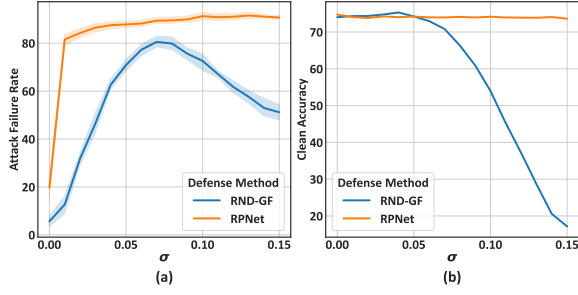 Attack Failure Rate
80
60
40
20
0
0.00
0.05
0.10
0.15
σ
Defense Method
RND-GF
RPNet
(a)
Clean Accuracy
70
60
50
40
30
20
0.00
0.05
0.10
0.15
σ
Defense Method
RND-GF
RPNet
(b)